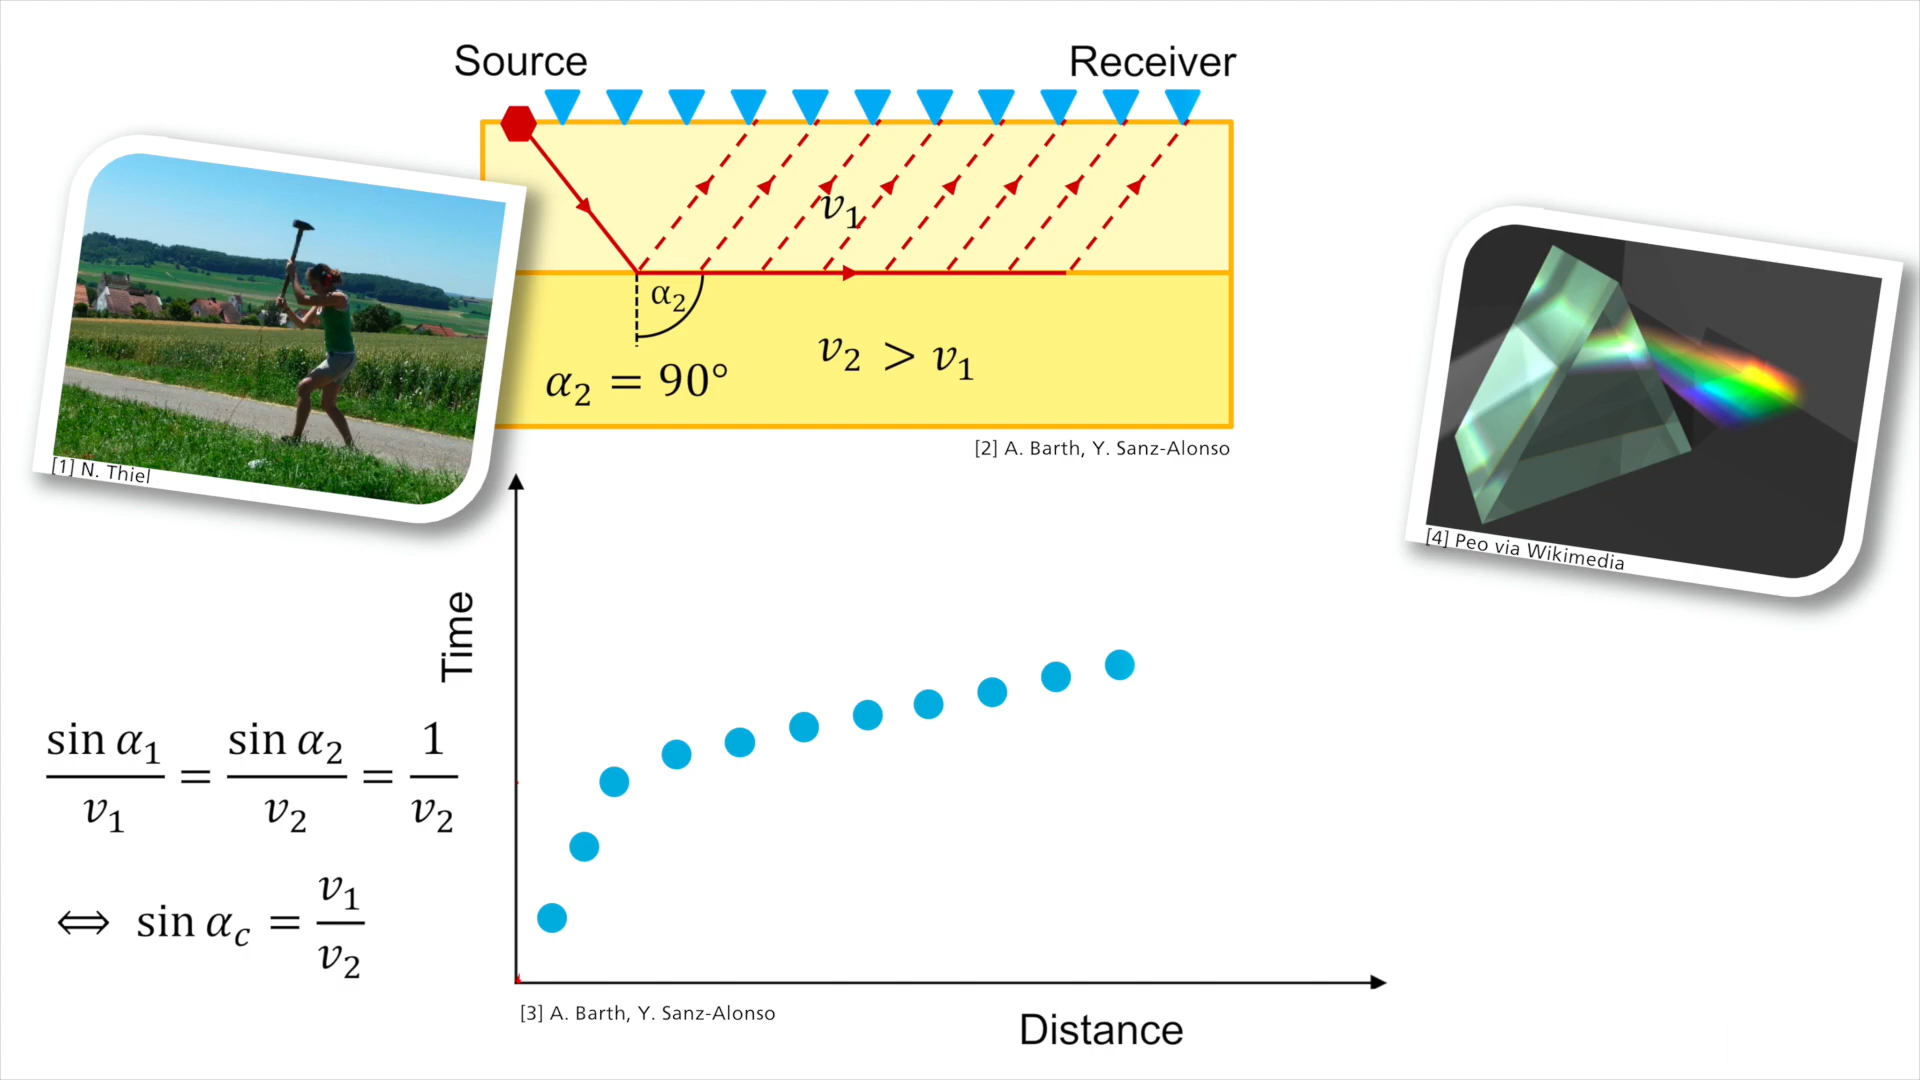 Source
Receiver
v₁
α₂
α₂ = 90°
v₂ > v₁
[1] N. Thiel
[2] A. Barth, Y. Sanz-Alonso
[4] Peo via Wikimedia
Time
sin α₁ / v₁ = sin α₂ / v₂ = 1 / v₂
⟺ sin α_c = v₁ / v₂
[3] A. Barth, Y. Sanz-Alonso
Distance